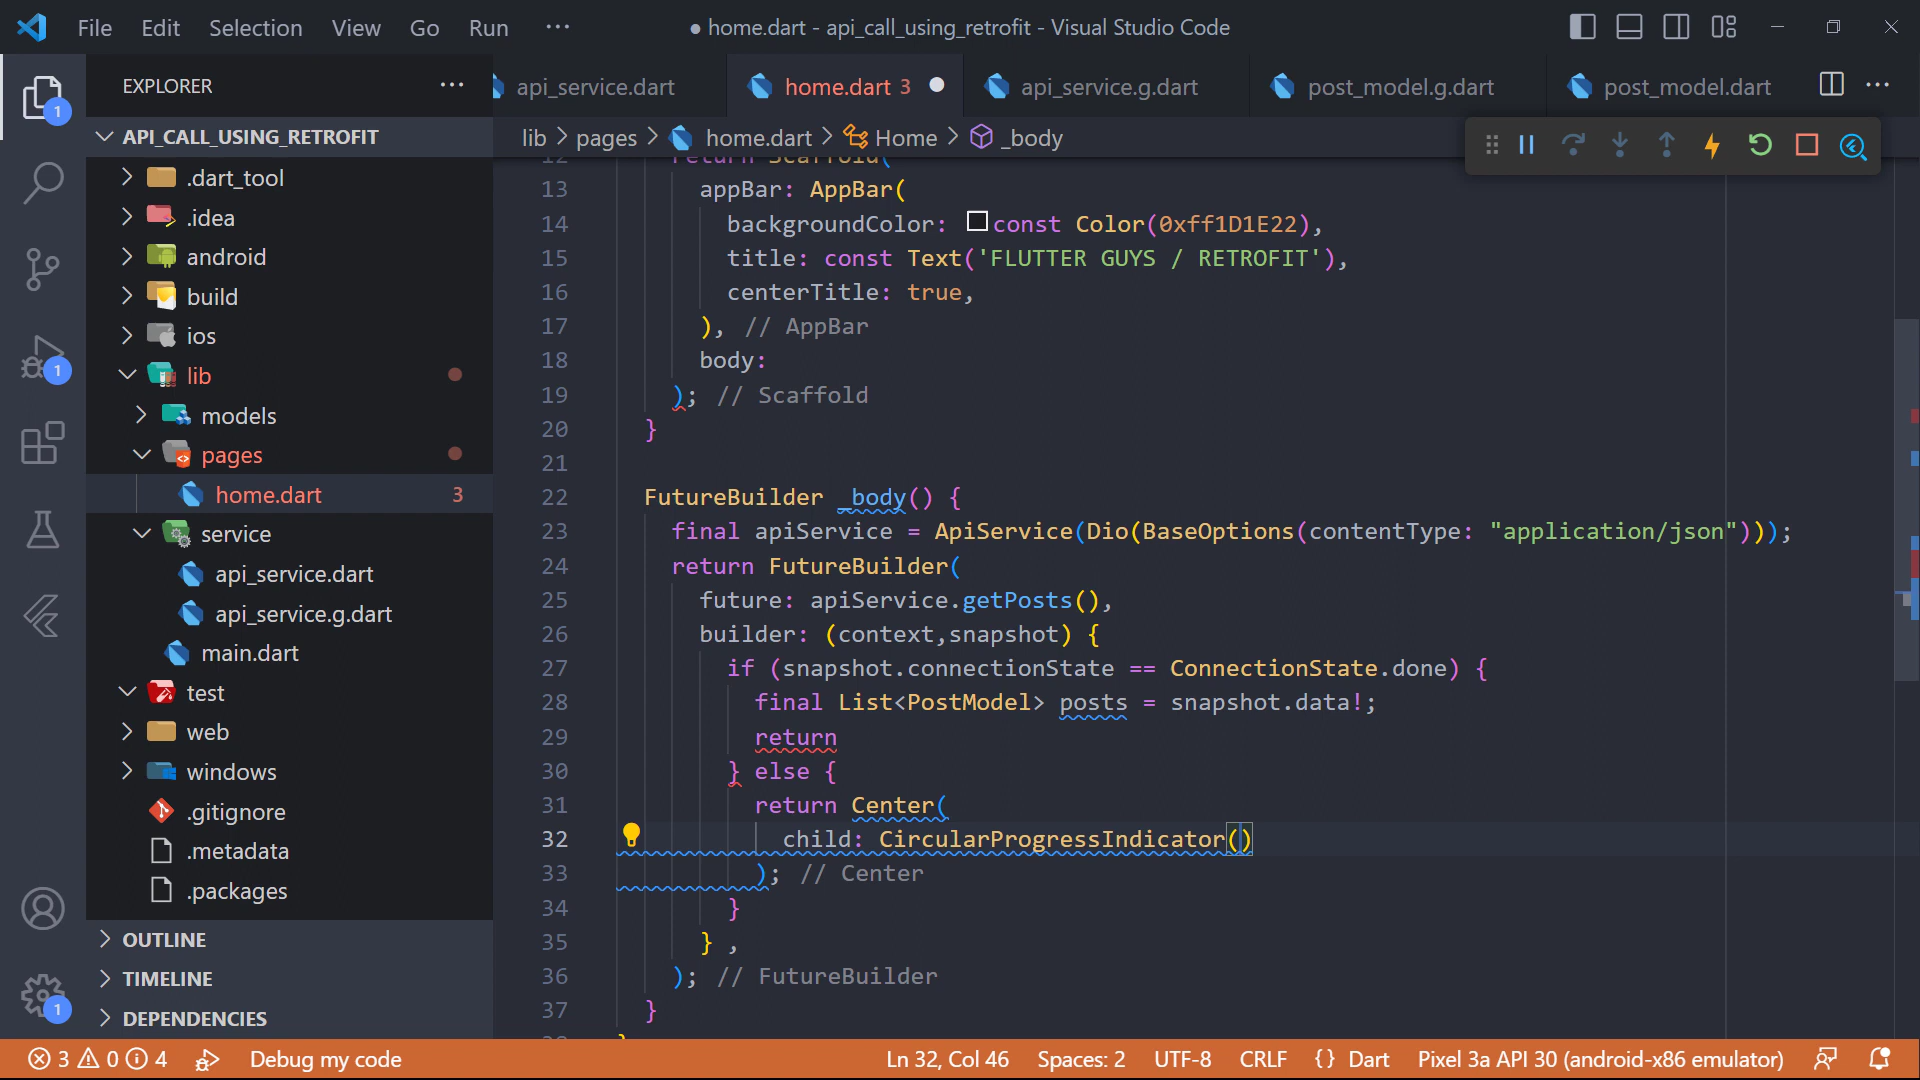 File Edit Selection View Go Run ···
● home.dart - api_call_using_retrofit - Visual Studio Code
EXPLORER ···
api_service.dart
home.dart 3
api_service.g.dart
post_model.g.dart
post_model.dart
API_CALL_USING_RETROFIT
lib > pages > home.dart > Home > _body
.dart_tool
.idea
android
build
ios
lib
models
pages
home.dart 3
service
api_service.dart
api_service.g.dart
main.dart
test
web
windows
.gitignore
.metadata
.packages
OUTLINE
TIMELINE
DEPENDENCIES
1
1
1
12 return Scaffold(
13 appBar: AppBar(
14 backgroundColor: const Color(0xff1D1E22),
15 title: const Text('FLUTTER GUYS / RETROFIT'),
16 centerTitle: true,
17 ), // AppBar
18 body:
19 ); // Scaffold
20 }
21
22 FutureBuilder _body() {
23 final apiService = ApiService(Dio(BaseOptions(contentType: "application/json")));
24 return FutureBuilder(
25 future: apiService.getPosts(),
26 builder: (context,snapshot) {
27 if (snapshot.connectionState == ConnectionState.done) {
28 final List<PostModel> posts = snapshot.data!;
29 return
30 } else {
31 return Center(
32 child: CircularProgressIndicator()
33 ); // Center
34 }
35 } ,
36 ); // FutureBuilder
37 }
38 }
3 0 4 Debug my code
Ln 32, Col 46 Spaces: 2 UTF-8 CRLF {} Dart Pixel 3a API 30 (android-x86 emulator)